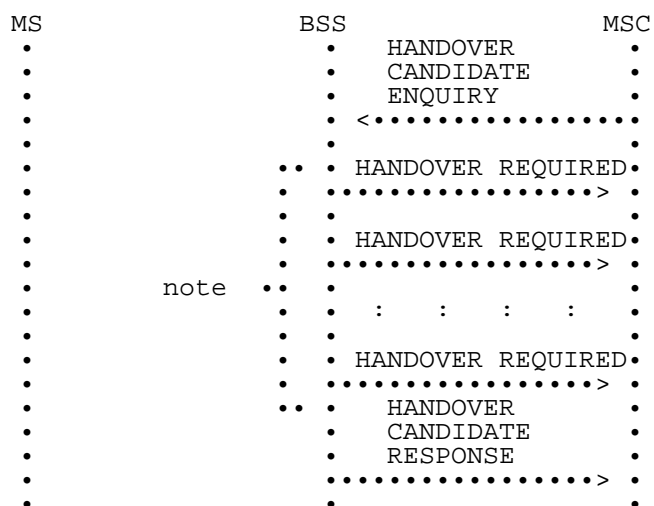 MS BSS MSC
HANDOVER
CANDIDATE
ENQUIRY
HANDOVER REQUIRED
HANDOVER REQUIRED
note
: : : :
HANDOVER REQUIRED
HANDOVER
CANDIDATE
RESPONSE